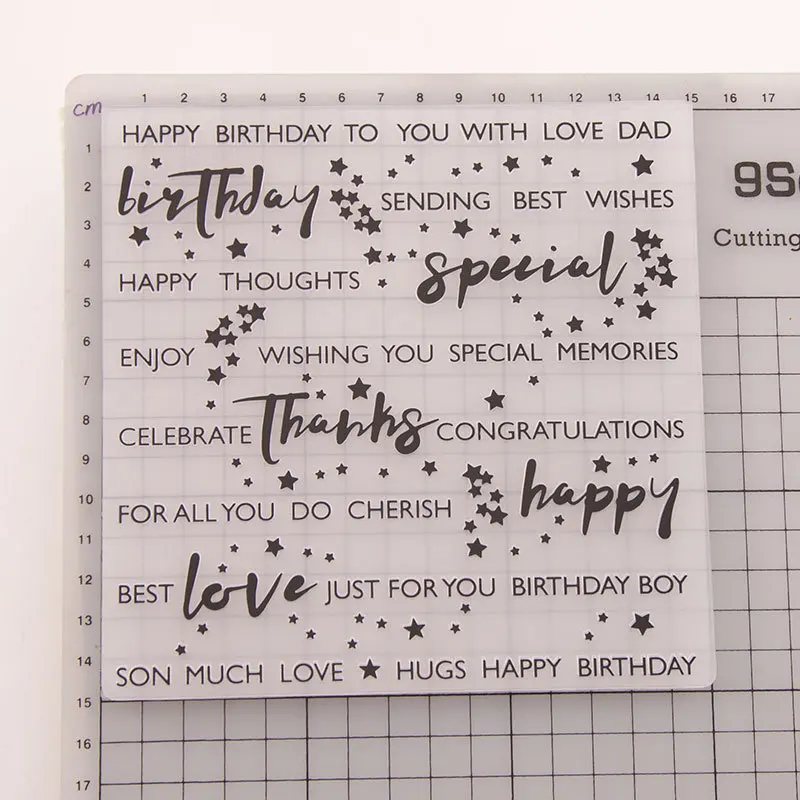 1 2 3 4 5 6 7 8 9 10 11 12 13 14 15 16 17
cm
HAPPY BIRTHDAY TO YOU WITH LOVE DAD
birthday SENDING BEST WISHES
HAPPY THOUGHTS special
ENJOY WISHING YOU SPECIAL MEMORIES
CELEBRATE Thanks CONGRATULATIONS
FOR ALL YOU DO CHERISH happy
BEST love JUST FOR YOU BIRTHDAY BOY
SON MUCH LOVE HUGS HAPPY BIRTHDAY
1
2
3
4
5
6
7
8
9
10
11
12
13
14
15
16
17
Cutting